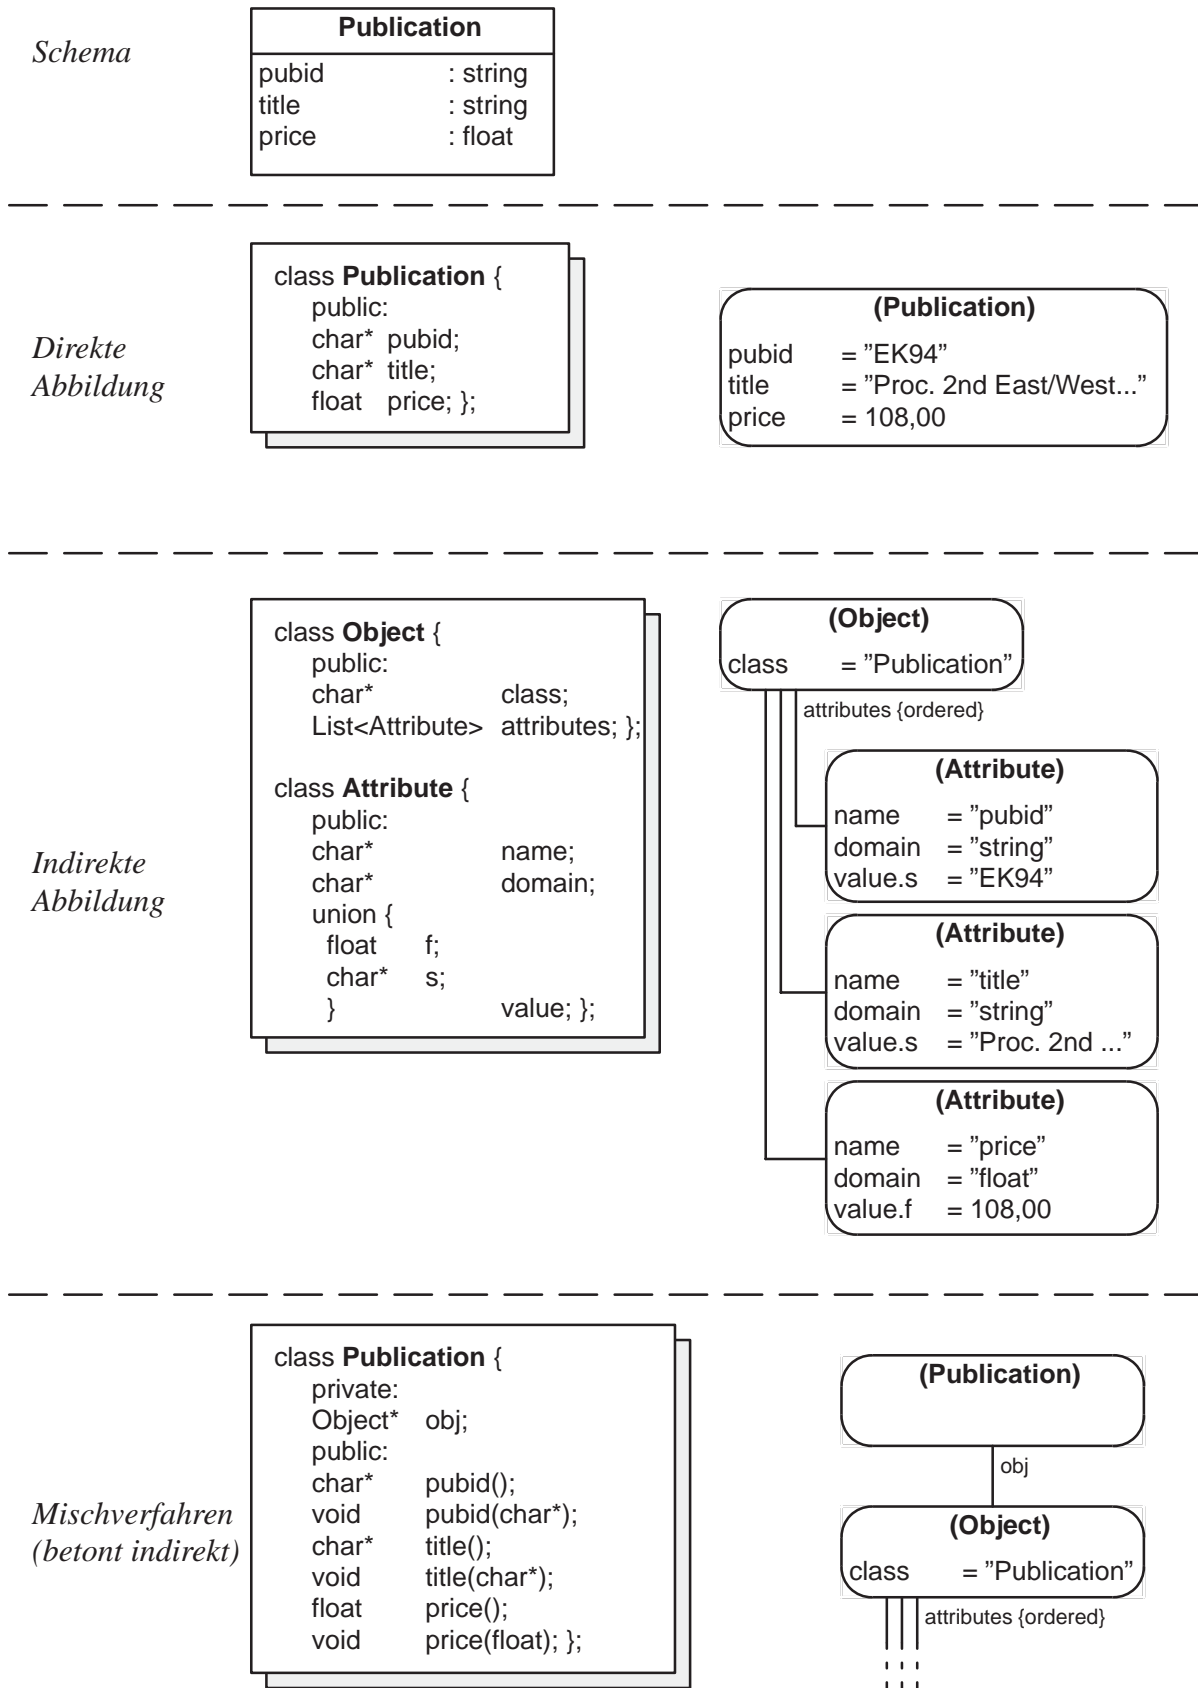 Schema
Publication
pubid : string
title : string
price : float
Direkte
Abbildung
class Publication {
public:
char* pubid;
char* title;
float price; };
(Publication)
pubid = ”EK94”
title = ”Proc. 2nd East/West...”
price = 108,00
Indirekte
Abbildung
class Object {
public:
char* class;
List<Attribute> attributes; };
class Attribute {
public:
char* name;
char* domain;
union {
float f;
char* s;
} value; };
(Object)
class = ”Publication”
attributes {ordered}
(Attribute)
name = ”pubid”
domain = ”string”
value.s = ”EK94”
(Attribute)
name = ”title”
domain = ”string”
value.s = ”Proc. 2nd ...”
(Attribute)
name = ”price”
domain = ”float”
value.f = 108,00
Mischverfahren
(betont indirekt)
class Publication {
private:
Object* obj;
public:
char* pubid();
void pubid(char*);
char* title();
void title(char*);
float price();
void price(float); };
(Publication)
obj
(Object)
class = ”Publication”
attributes {ordered}